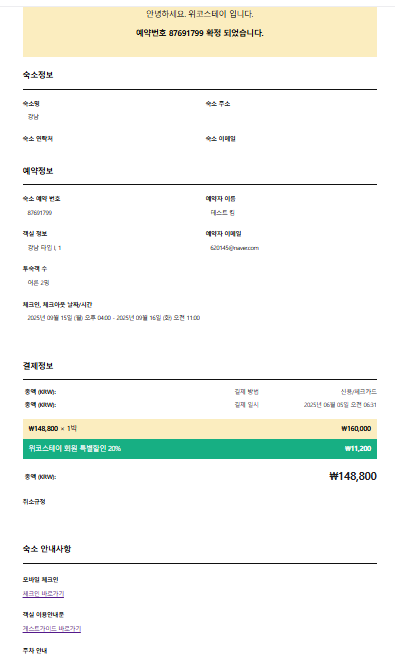 안녕하세요. 위코스테이 입니다.
예약번호 87691799 확정 되었습니다.
숙소정보
숙소명 숙소 주소
강남
숙소 연락처 숙소 이메일
예약정보
숙소 예약 번호 예약자 이름
87691799 테스트 킴
객실 정보 예약자 이메일
강남 타입 I, 1 620145@naver.com
투숙객 수
어른 2명
체크인, 체크아웃 날짜/시간
2025년 09월 15일 (월) 오후 04:00 - 2025년 09월 16일 (화) 오전 11:00
결제정보
총액 (KRW): 결제 방법 신용/체크카드
총액 (KRW): 결제 일시 2025년 06월 05일 오전 06:31
₩148,800 × 1박 ₩160,000
위코스테이 회원 특별할인 20% ₩11,200
총액 (KRW): ₩148,800
취소규정
숙소 안내사항
모바일 체크인
체크인 바로가기
객실 이용안내문
게스트가이드 바로가기
주차 안내